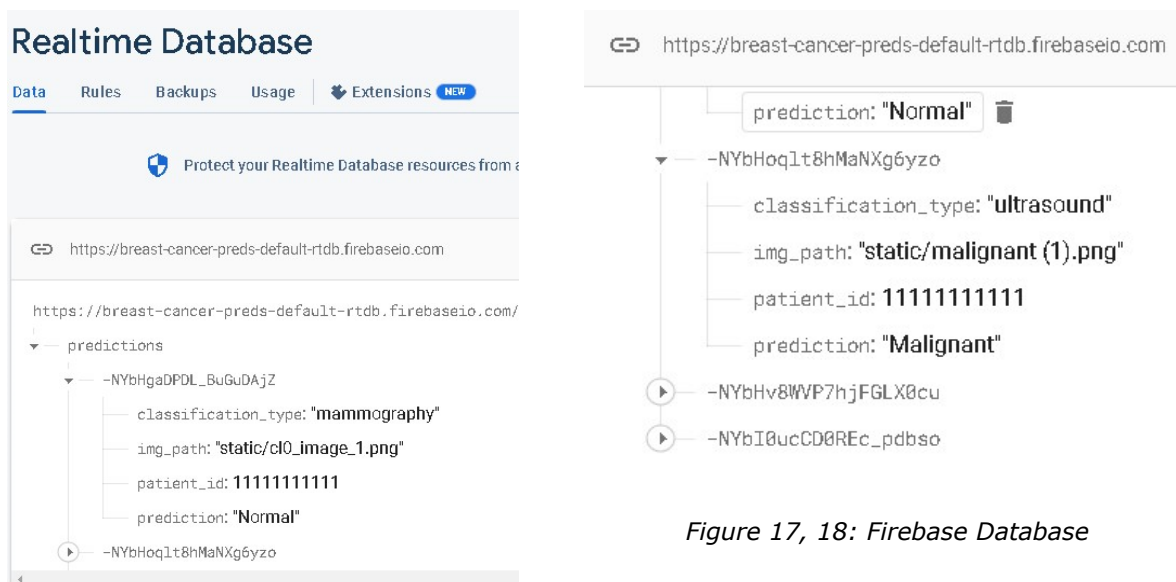 Realtime Database
Data Rules Backups Usage Extensions NEW
Protect your Realtime Database resources from a
https://breast-cancer-preds-default-rtdb.firebaseio.com
https://breast-cancer-preds-default-rtdb.firebaseio.com/
predictions
-NYbHgaDPDL_BuGuDAjZ
classification_type: "mammography"
img_path: "static/cl0_image_1.png"
patient_id: 11111111111
prediction: "Normal"
-NYbHoqlt8hMaNXg6yzo
https://breast-cancer-preds-default-rtdb.firebaseio.com
prediction: "Normal"
-NYbHoqlt8hMaNXg6yzo
classification_type: "ultrasound"
img_path: "static/malignant (1).png"
patient_id: 11111111111
prediction: "Malignant"
-NYbHv8WVP7hjFGLX0cu
-NYbI0ucCD0REc_pdbso
Figure 17, 18: Firebase Database